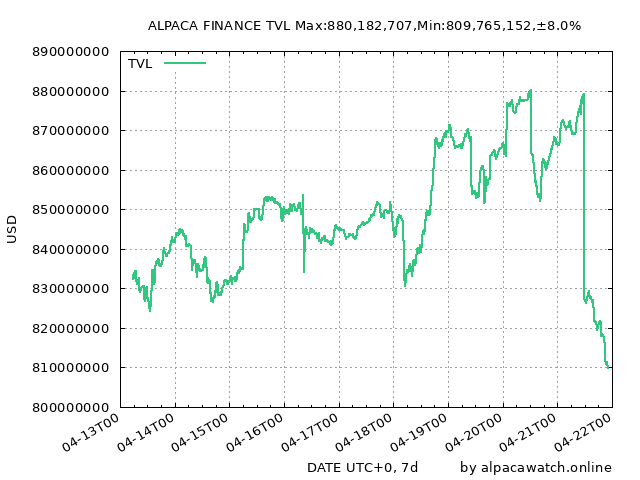 ALPACA FINANCE TVL Max:880,182,707,Min:809,765,152,±8.0%
890000000
TVL
880000000
870000000
860000000
850000000
840000000
830000000
820000000
810000000
800000000
USD
04-13T00
04-14T00
04-15T00
04-16T00
04-17T00
04-18T00
04-19T00
04-20T00
04-21T00
04-22T00
DATE UTC+0, 7d
by alpacawatch.online